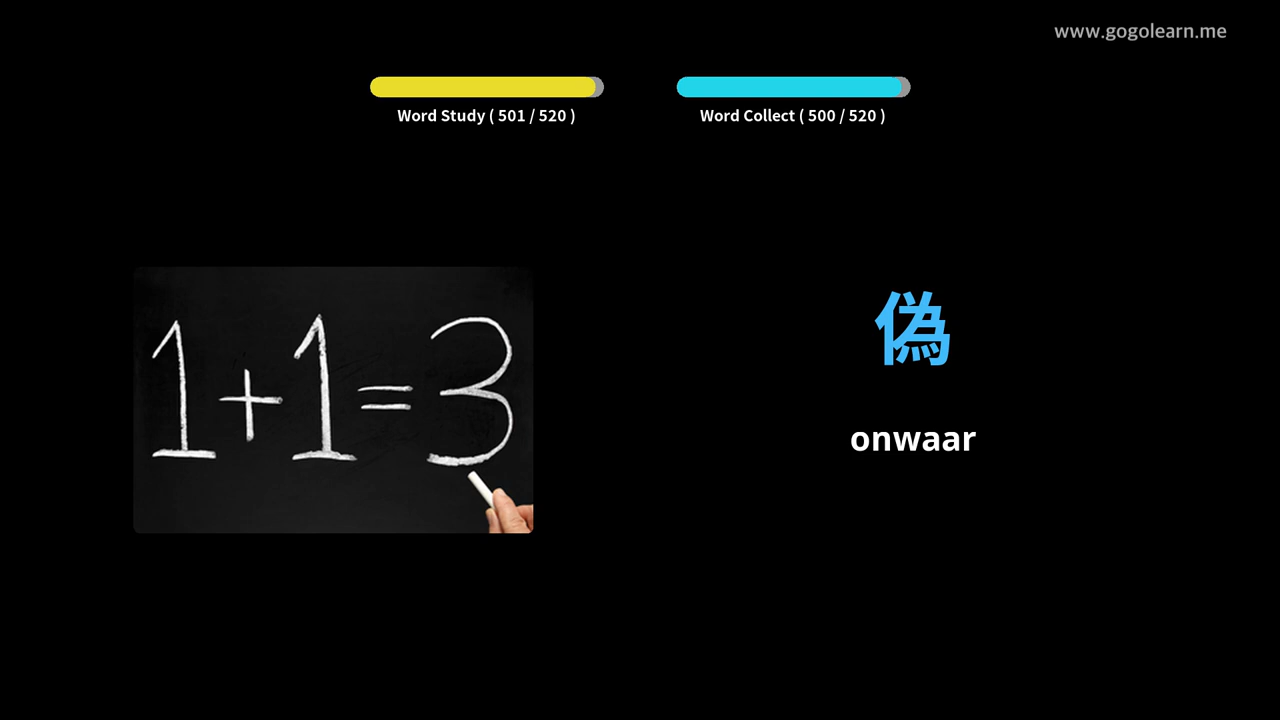 www.gogolearn.me
Word Study ( 501 / 520 )
Word Collect ( 500 / 520 )
1+1=3
偽
onwaar